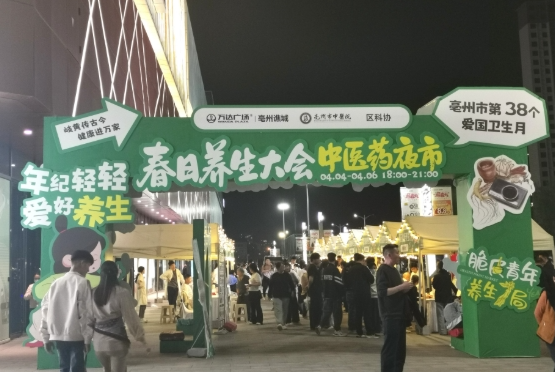 岐黄传古今
健康进万家
万达广场 亳州谯城
亳州市中医院
区科协
亳州市第38个
爱国卫生月
年纪轻轻
爱好养生
春日养生大会
中医药夜市
04.04-04.06 18:00-21:00
脆皮青年
养生局